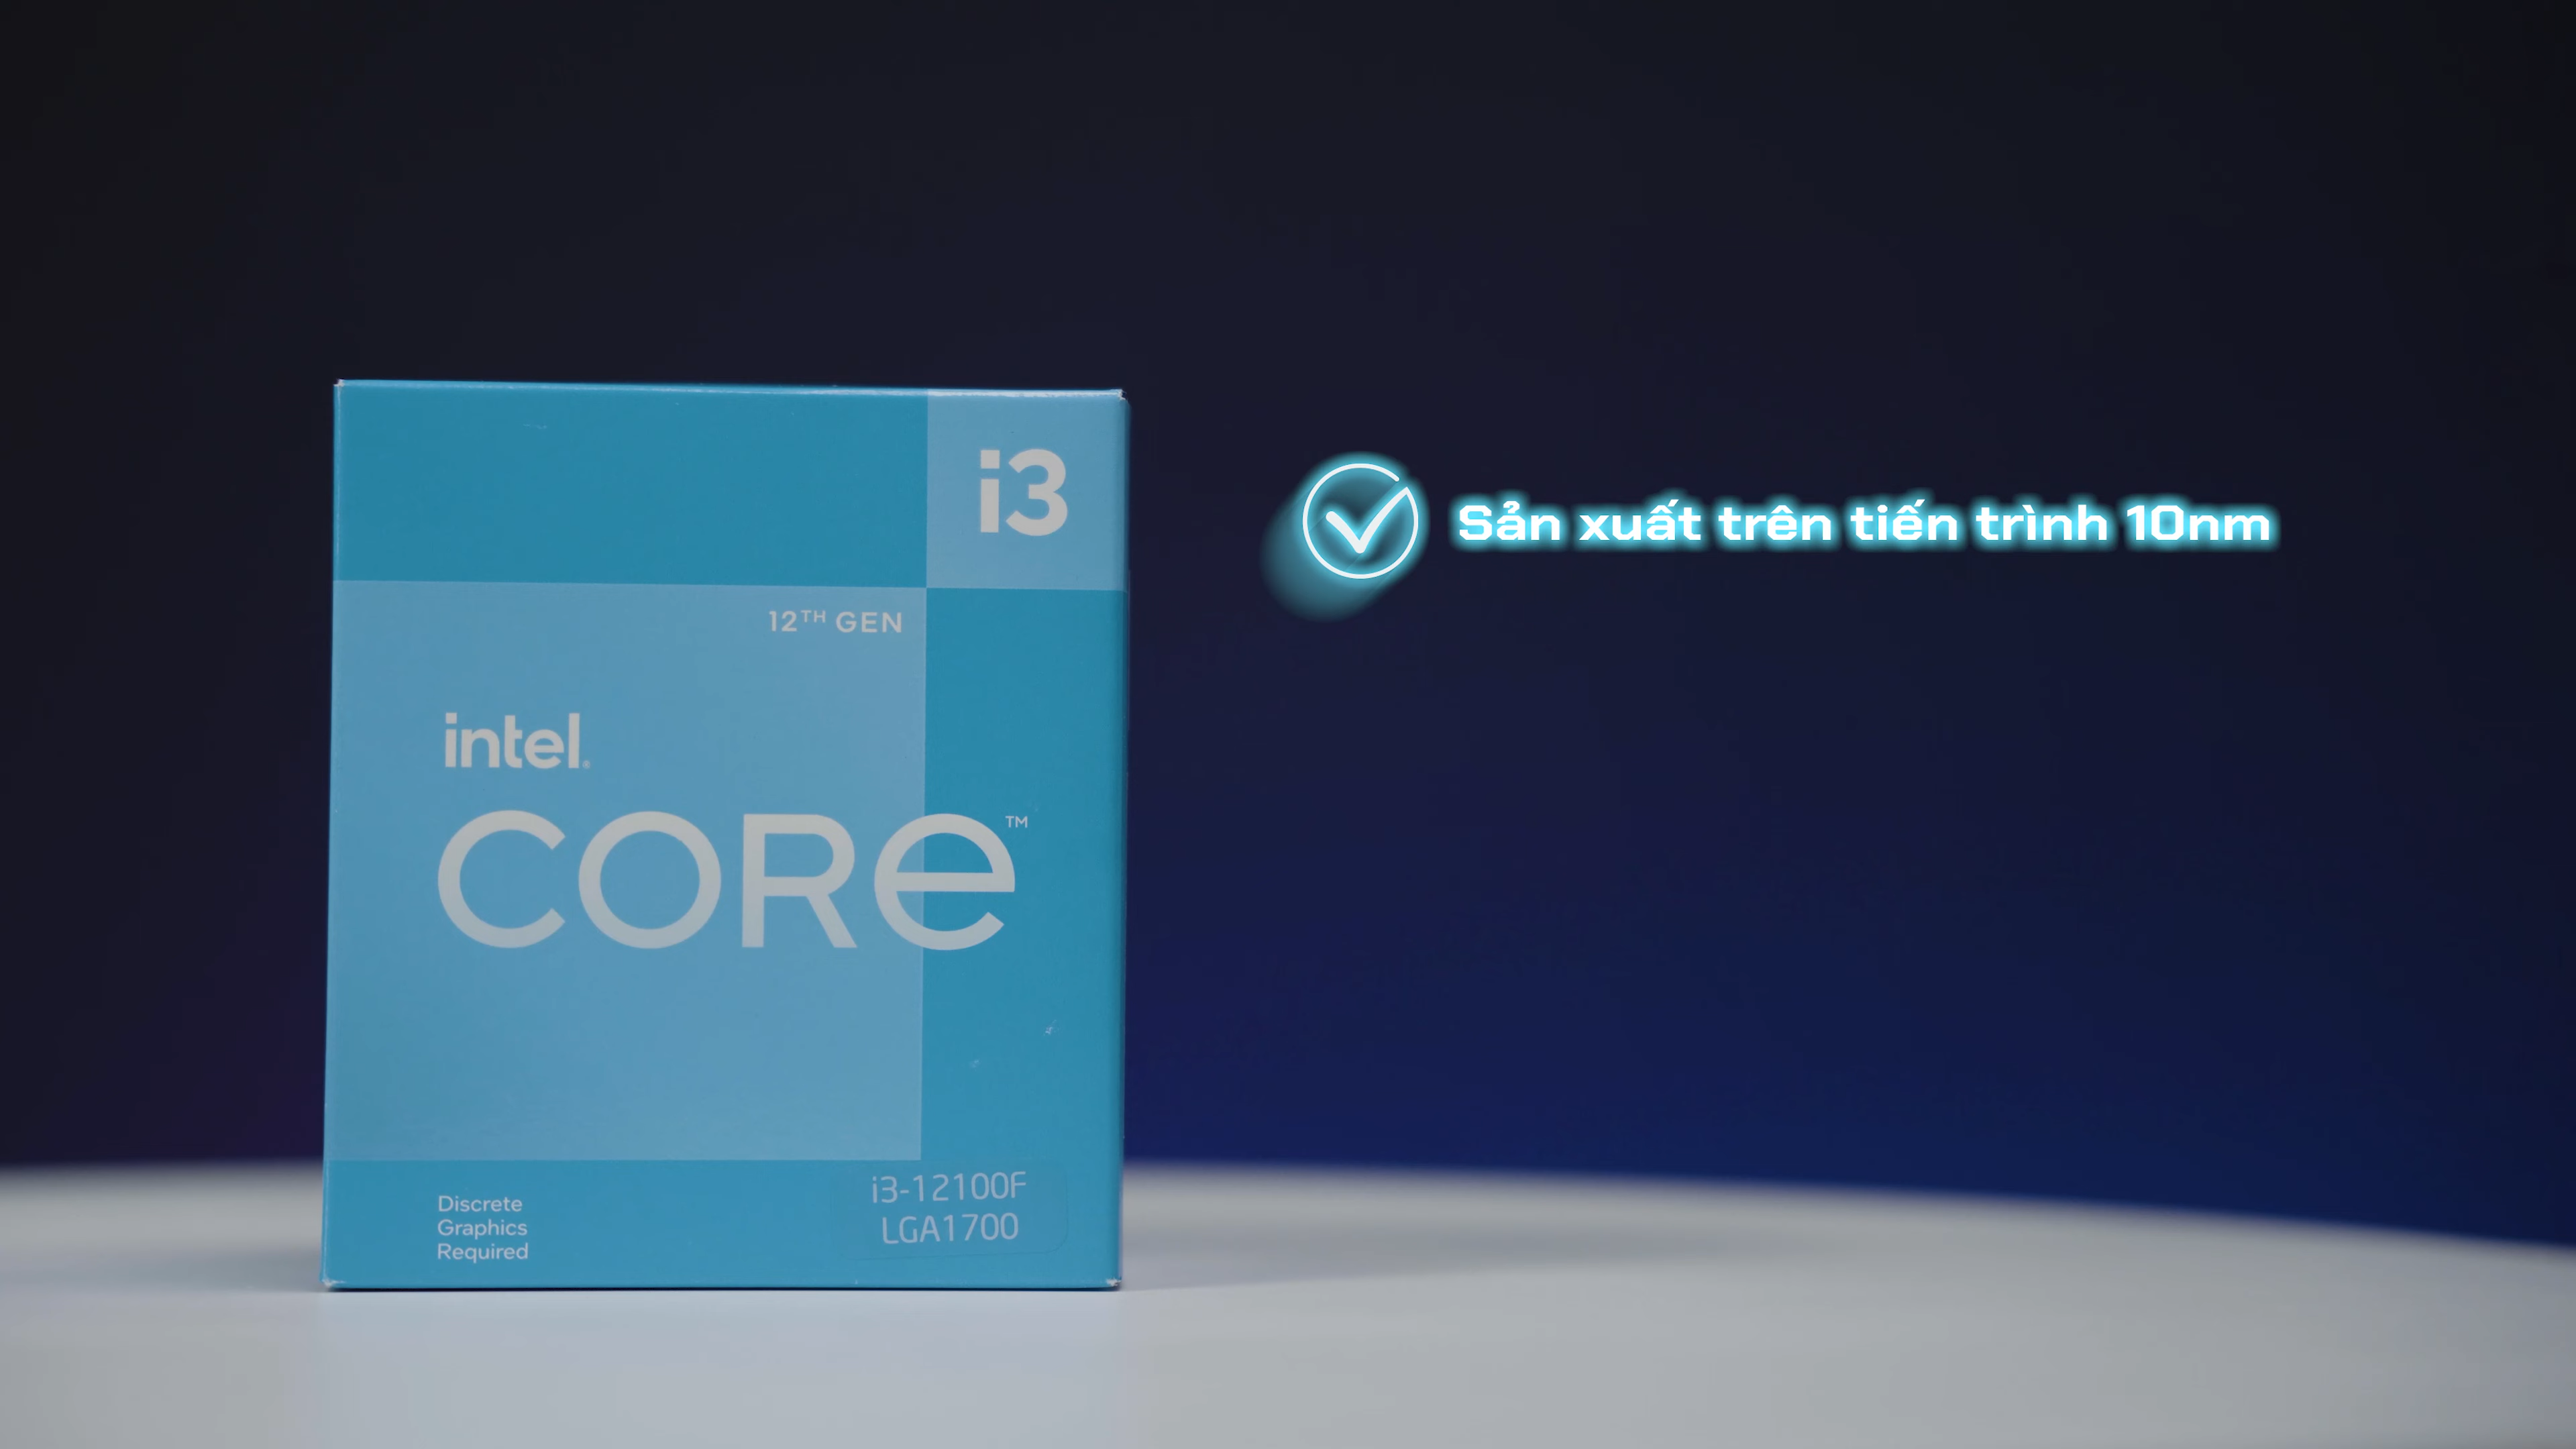 i3
Sản xuất trên tiến trình 10nm
12TH GEN
intel®
CORe™
Discrete
Graphics
Required
i3-12100F
LGA1700